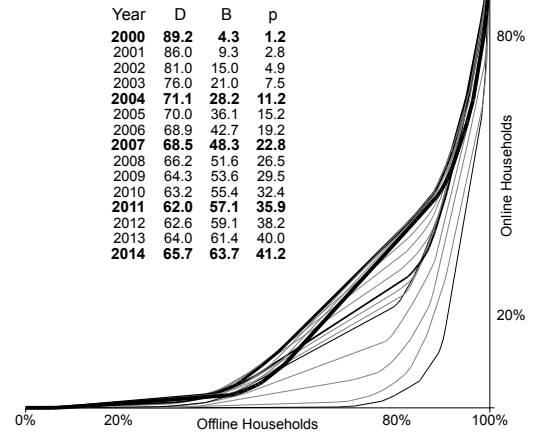 Year D B p
2000 89.2 4.3 1.2
2001 86.0 9.3 2.8
2002 81.0 15.0 4.9
2003 76.0 21.0 7.5
2004 71.1 28.2 11.2
2005 70.0 36.1 15.2
2006 68.9 42.7 19.2
2007 68.5 48.3 22.8
2008 66.2 51.6 26.5
2009 64.3 53.6 29.5
2010 63.2 55.4 32.4
2011 62.0 57.1 35.9
2012 62.6 59.1 38.2
2013 64.0 61.4 40.0
2014 65.7 63.7 41.2
80%
Online Households
20%
0% 20% 80% 100%
Offline Households